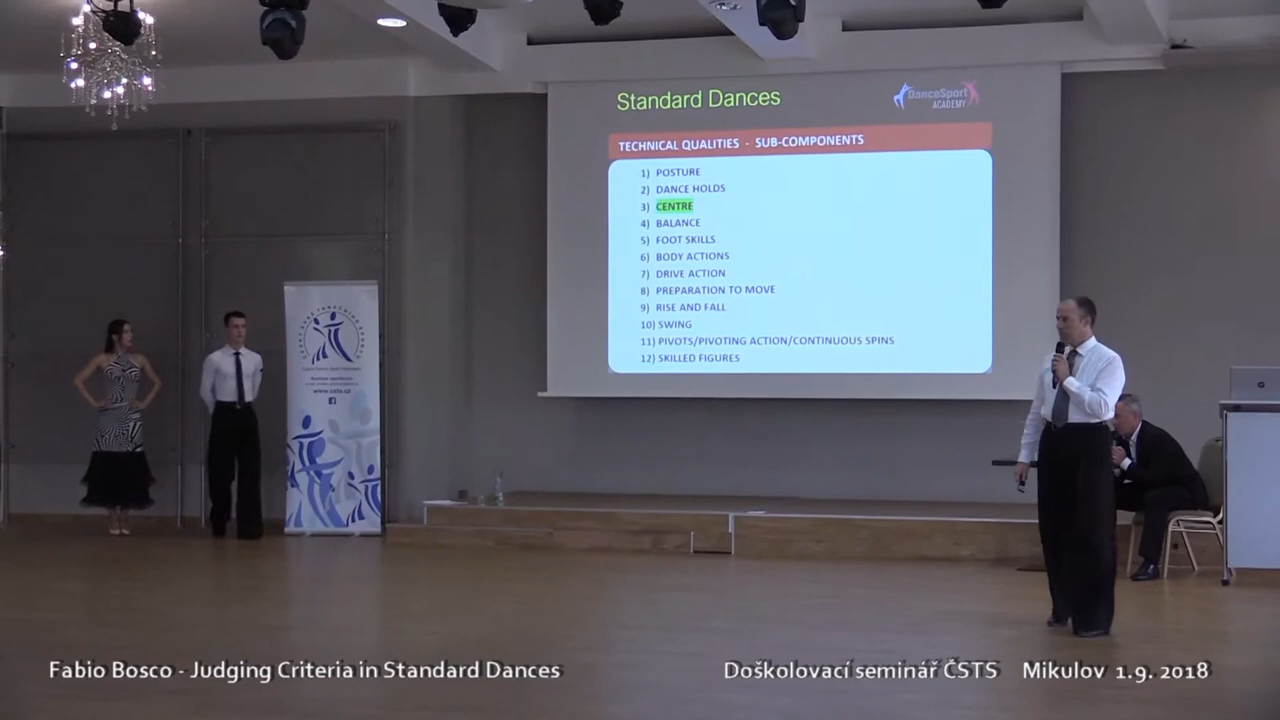 Standard Dances
DanceSport
ACADEMY
TECHNICAL QUALITIES - SUB-COMPONENTS
1) POSTURE
2) DANCE HOLDS
3) CENTRE
4) BALANCE
5) FOOT SKILLS
6) BODY ACTIONS
7) DRIVE ACTION
8) PREPARATION TO MOVE
9) RISE AND FALL
10) SWING
11) PIVOTS/PIVOTING ACTION/CONTINUOUS SPINS
12) SKILLED FIGURES
www.csts.cz
Fabio Bosco - Judging Criteria in Standard Dances
Doškolovací seminář ČSTS Mikulov 1.9. 2018